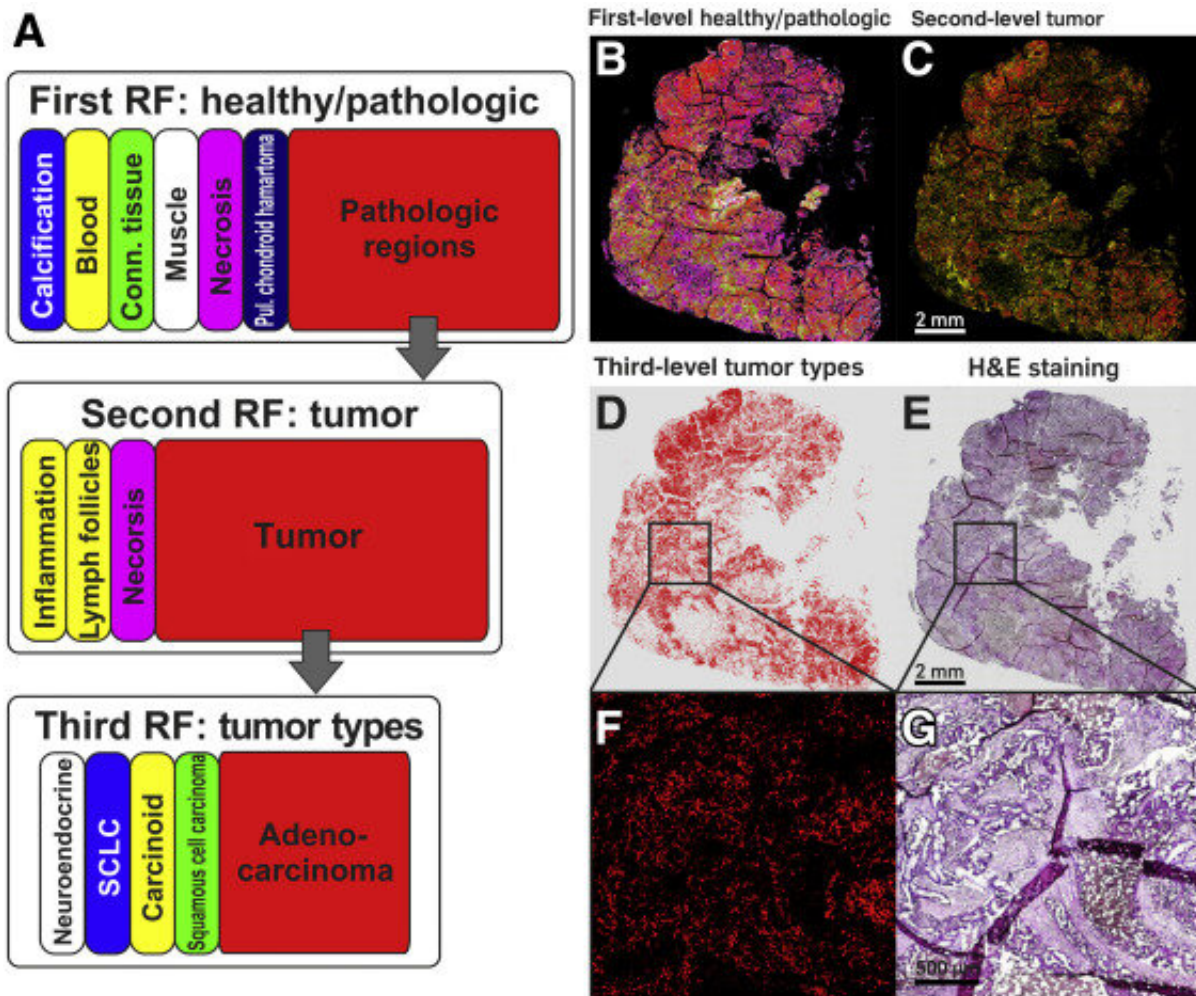 A
First RF: healthy/pathologic
Calcification
Blood
Conn. tissue
Muscle
Necrosis
Pul. chondroid hamartoma
Pathologic
regions
Second RF: tumor
Inflammation
Lymph follicles
Necorsis
Tumor
Third RF: tumor types
Neuroendocrine
SCLC
Carcinoid
Squamous cell carcinoma
Adeno-
carcinoma
First-level healthy/pathologic
B
Second-level tumor
C
2 mm
Third-level tumor types
D
H&E staining
E
2 mm
F
G
500 µm